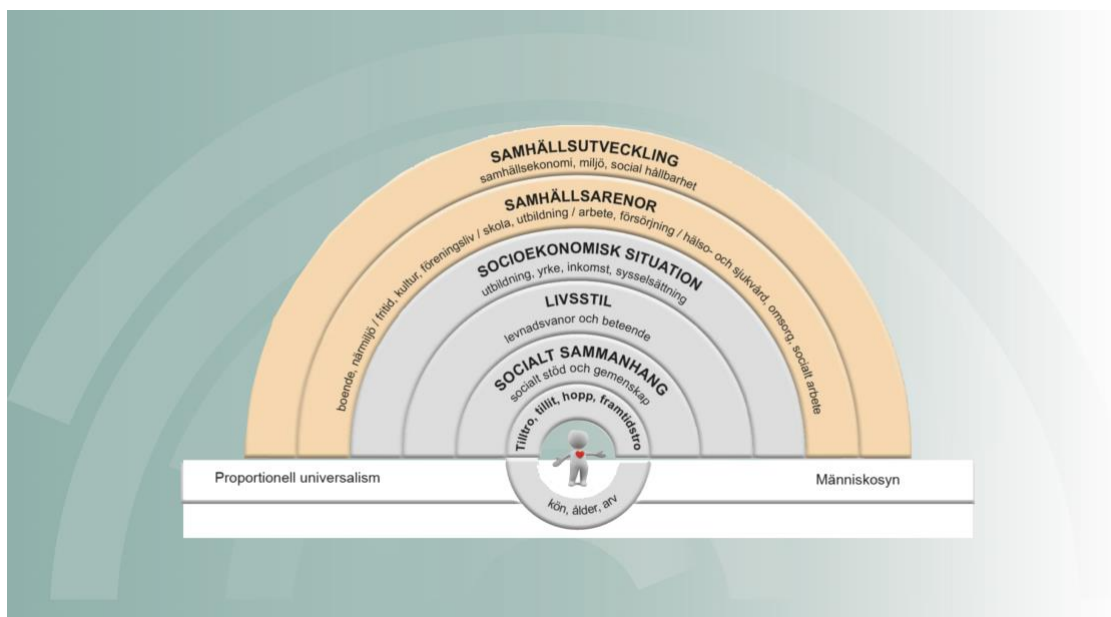 SAMHÄLLSUTVECKLING
samhällsekonomi, miljö, social hållbarhet
SAMHÄLLSARENOR
boende, närmiljö / fritid, kultur, föreningsliv / skola, utbildning / arbete, försörjning / hälso- och sjukvård, omsorg, socialt arbete
SOCIOEKONOMISK SITUATION
utbildning, yrke, inkomst, sysselsättning
LIVSSTIL
levnadsvanor och beteende
SOCIALT SAMMANHANG
socialt stöd och gemenskap
Tilltro, tillit, hopp, framtidstro
Proportionell universalism
Människosyn
kön, ålder, arv